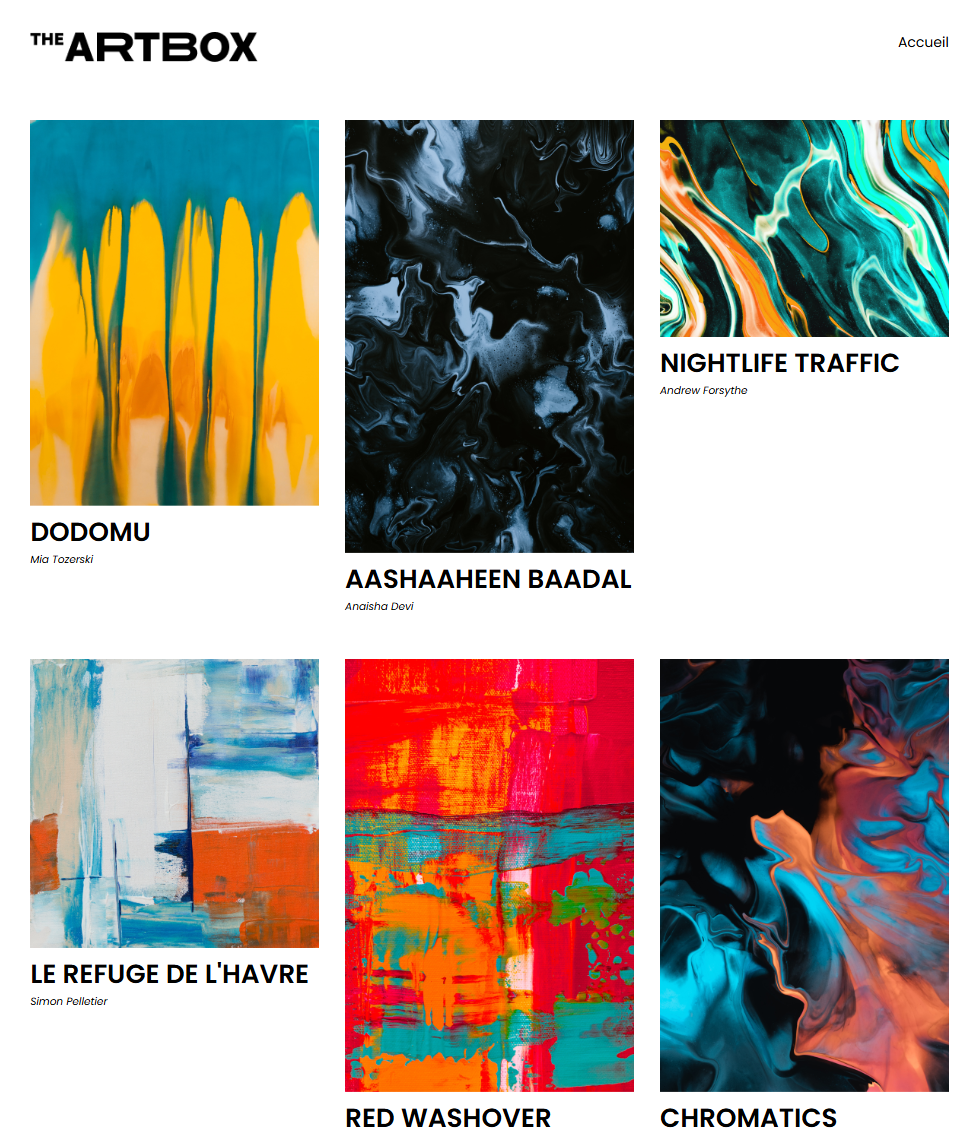 THE ARTBOX
Accueil
DODOMU
Mia Tozerski
AASHAAHEEN BAADAL
Anaisha Devi
NIGHTLIFE TRAFFIC
Andrew Forsythe
LE REFUGE DE L'HAVRE
Simon Pelletier
RED WASHOVER
CHROMATICS